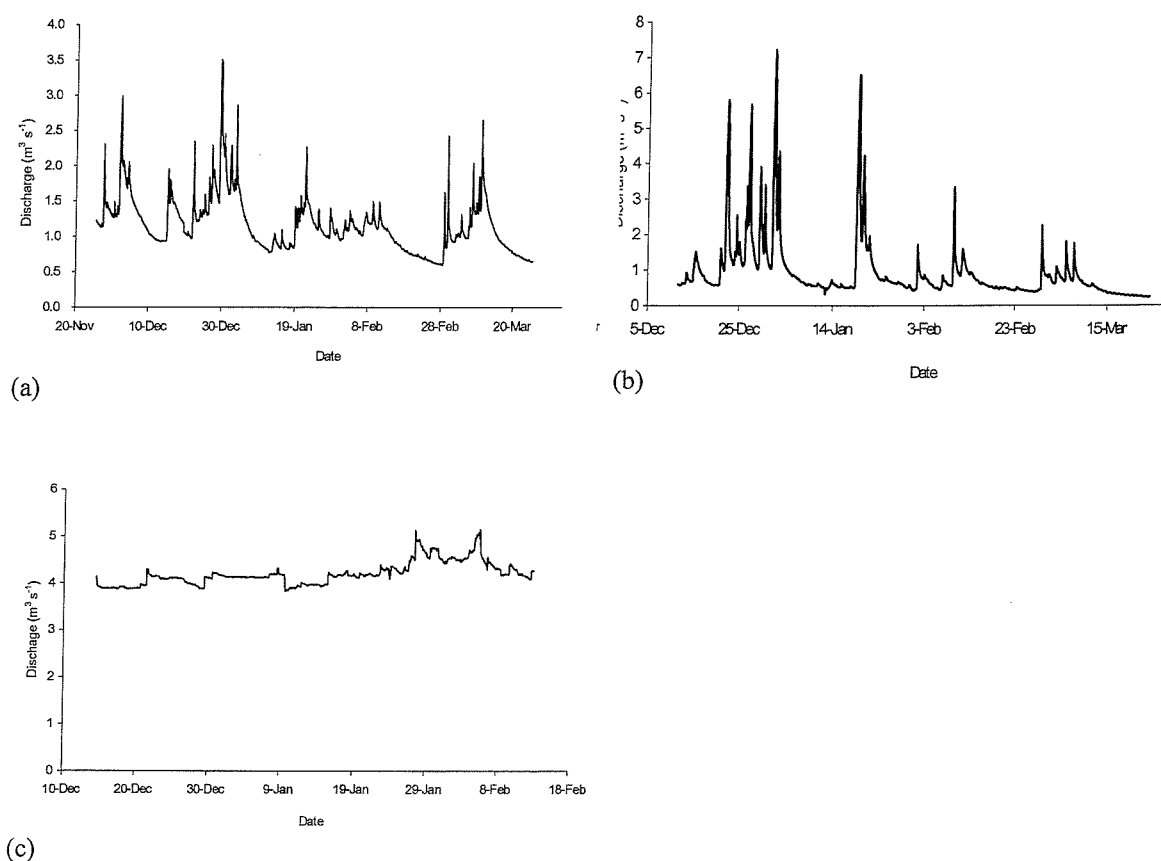 4.0
3.5
3.0
2.5
2.0
1.5
1.0
0.5
0.0
Discharge (m³ s⁻¹)
20-Nov 10-Dec 30-Dec 19-Jan 8-Feb 28-Feb 20-Mar
Date
(a)
8
7
6
5
4
3
2
1
0
5-Dec 25-Dec 14-Jan 3-Feb 23-Feb 15-Mar
Date
(b)
6
5
4
3
2
1
0
Dischage (m³ s⁻¹)
10-Dec 20-Dec 30-Dec 9-Jan 19-Jan 29-Jan 8-Feb 18-Feb
Date
(c)